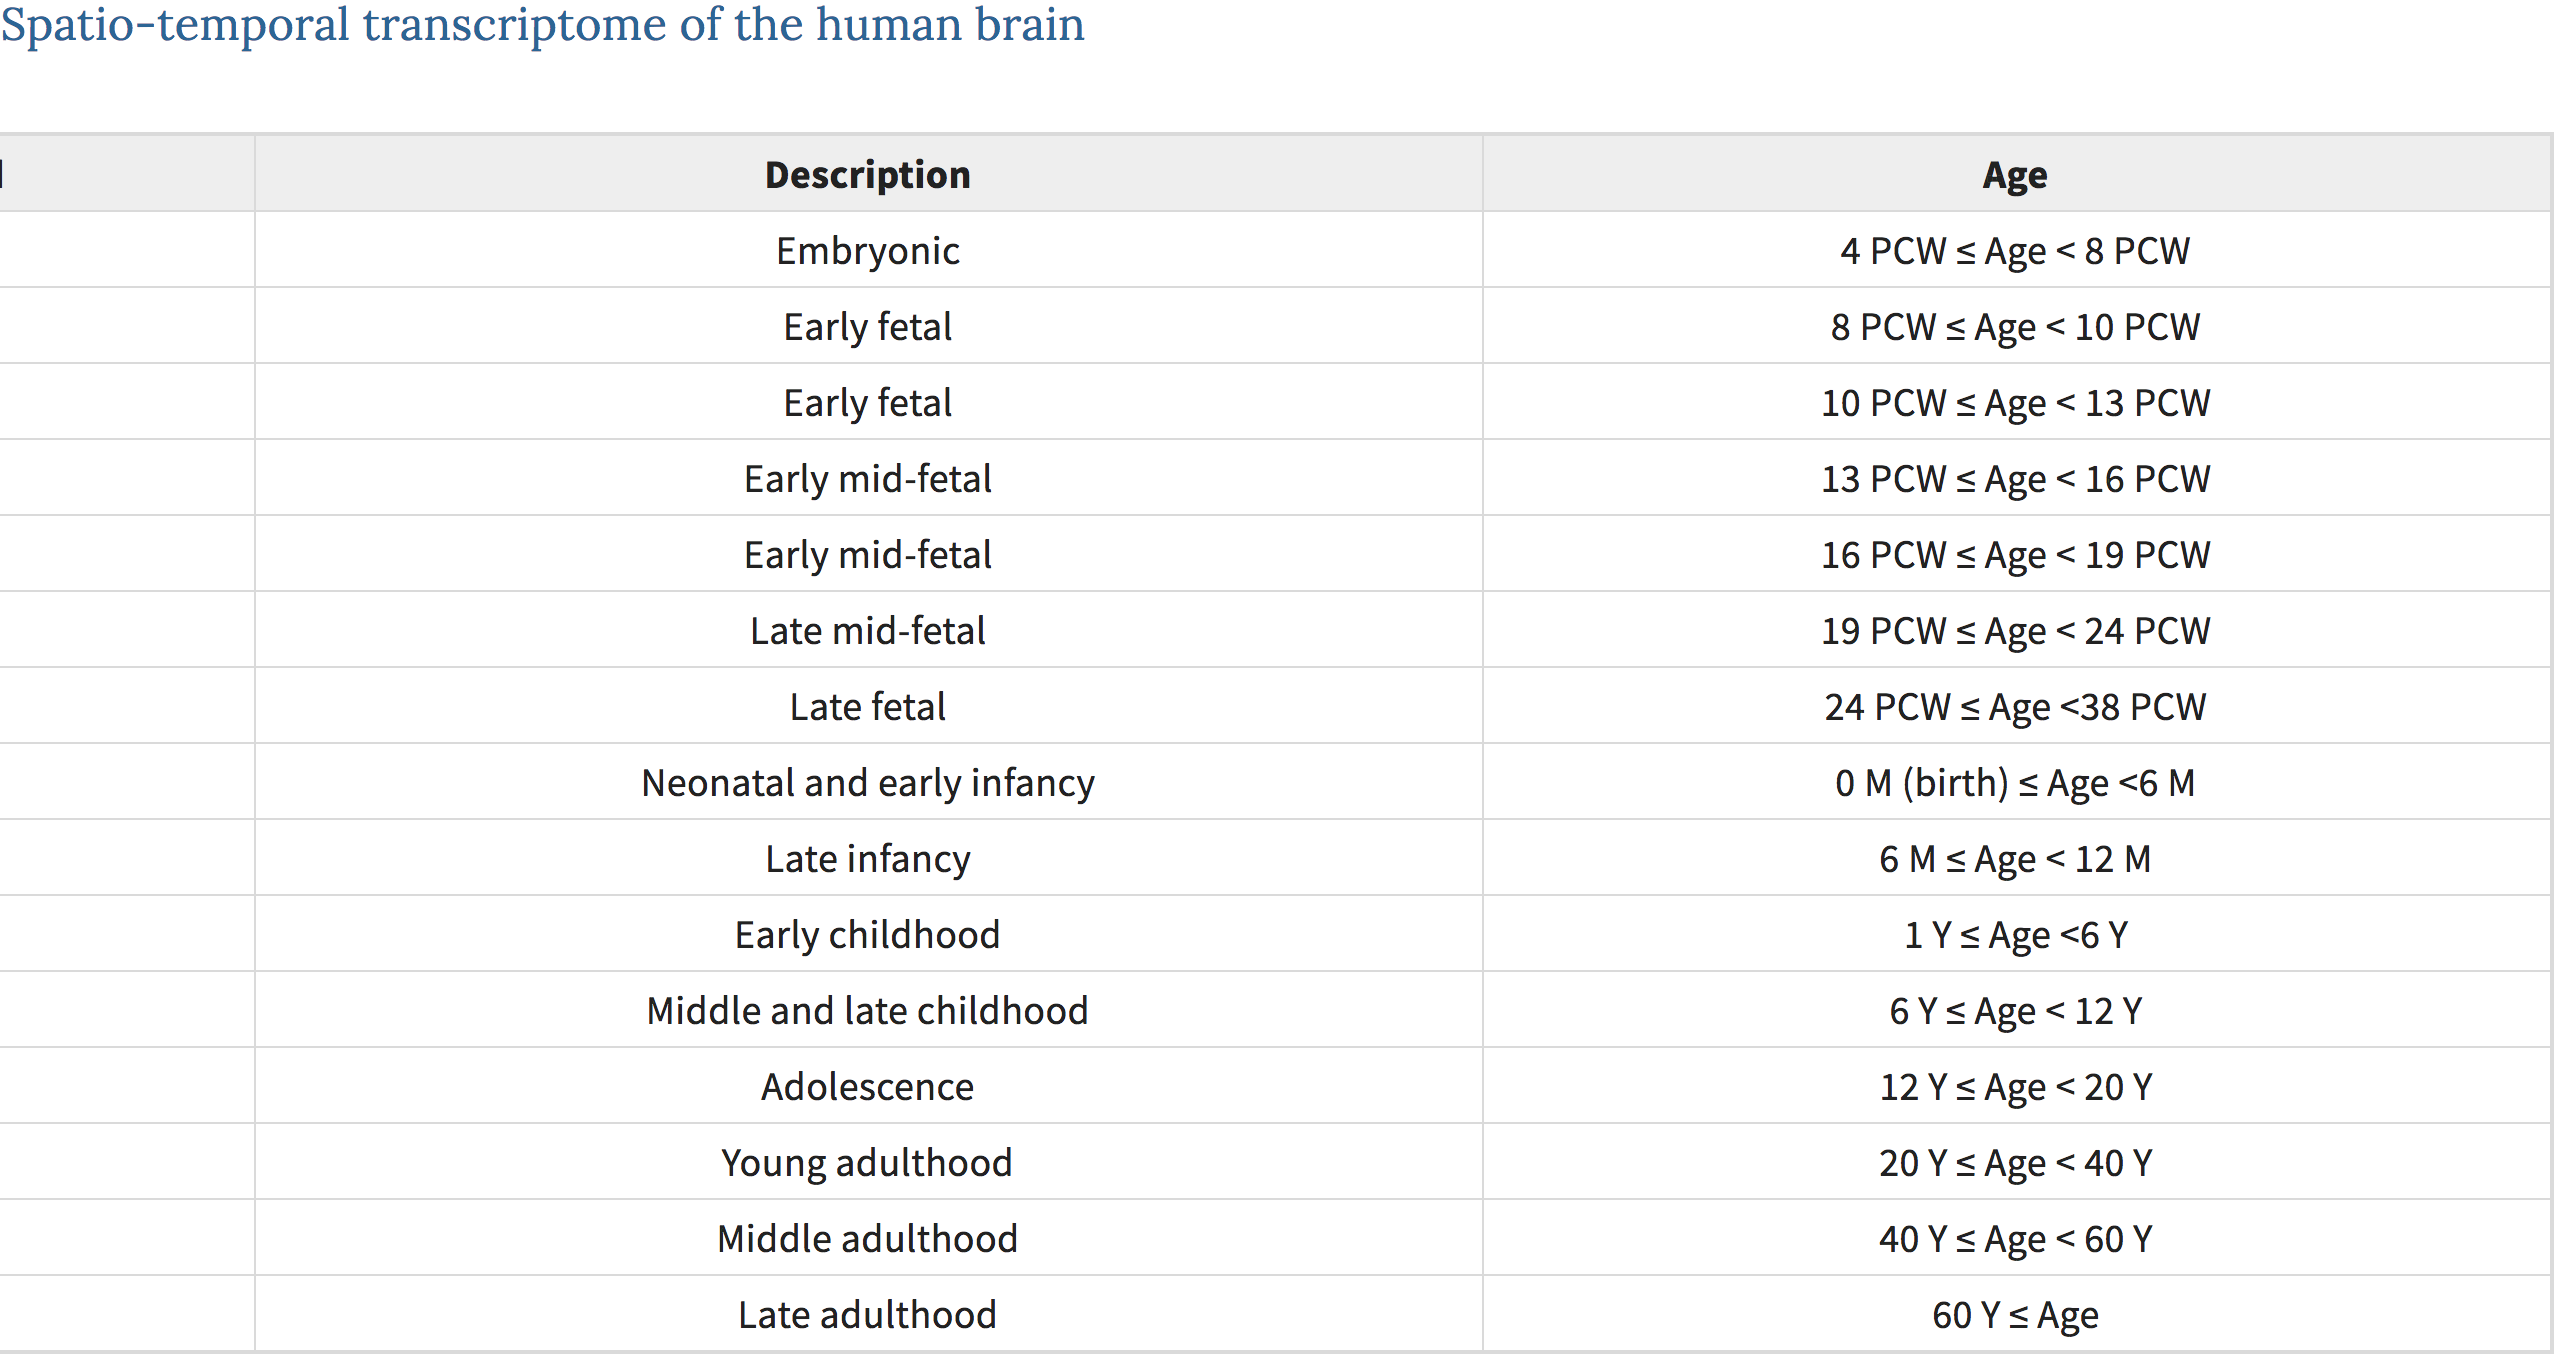 Spatio-temporal transcriptome of the human brain
Description Age
Embryonic 4 PCW ≤ Age < 8 PCW
Early fetal 8 PCW ≤ Age < 10 PCW
Early fetal 10 PCW ≤ Age < 13 PCW
Early mid-fetal 13 PCW ≤ Age < 16 PCW
Early mid-fetal 16 PCW ≤ Age < 19 PCW
Late mid-fetal 19 PCW ≤ Age < 24 PCW
Late fetal 24 PCW ≤ Age <38 PCW
Neonatal and early infancy 0 M (birth) ≤ Age <6 M
Late infancy 6 M ≤ Age < 12 M
Early childhood 1 Y ≤ Age <6 Y
Middle and late childhood 6 Y ≤ Age < 12 Y
Adolescence 12 Y ≤ Age < 20 Y
Young adulthood 20 Y ≤ Age < 40 Y
Middle adulthood 40 Y ≤ Age < 60 Y
Late adulthood 60 Y ≤ Age